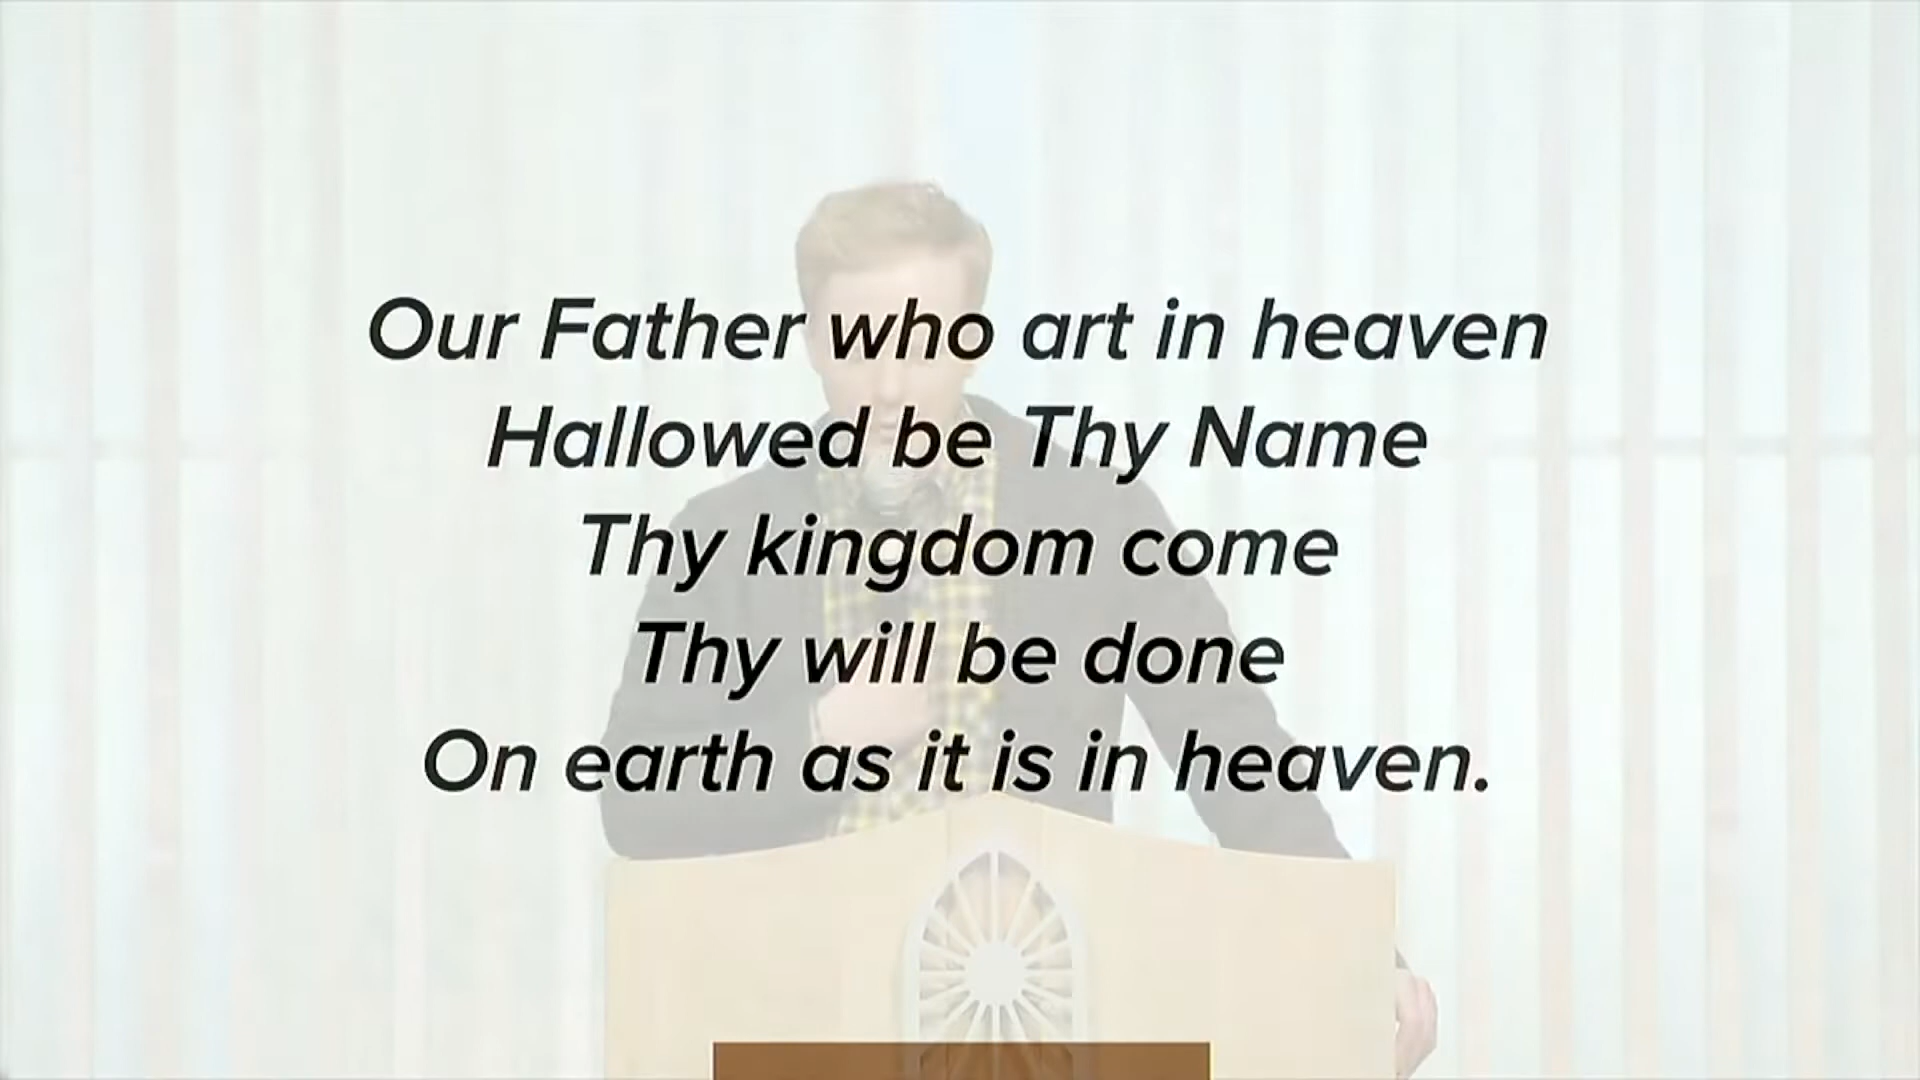 Our Father who art in heaven
Hallowed be Thy Name
Thy kingdom come
Thy will be done
On earth as it is in heaven.